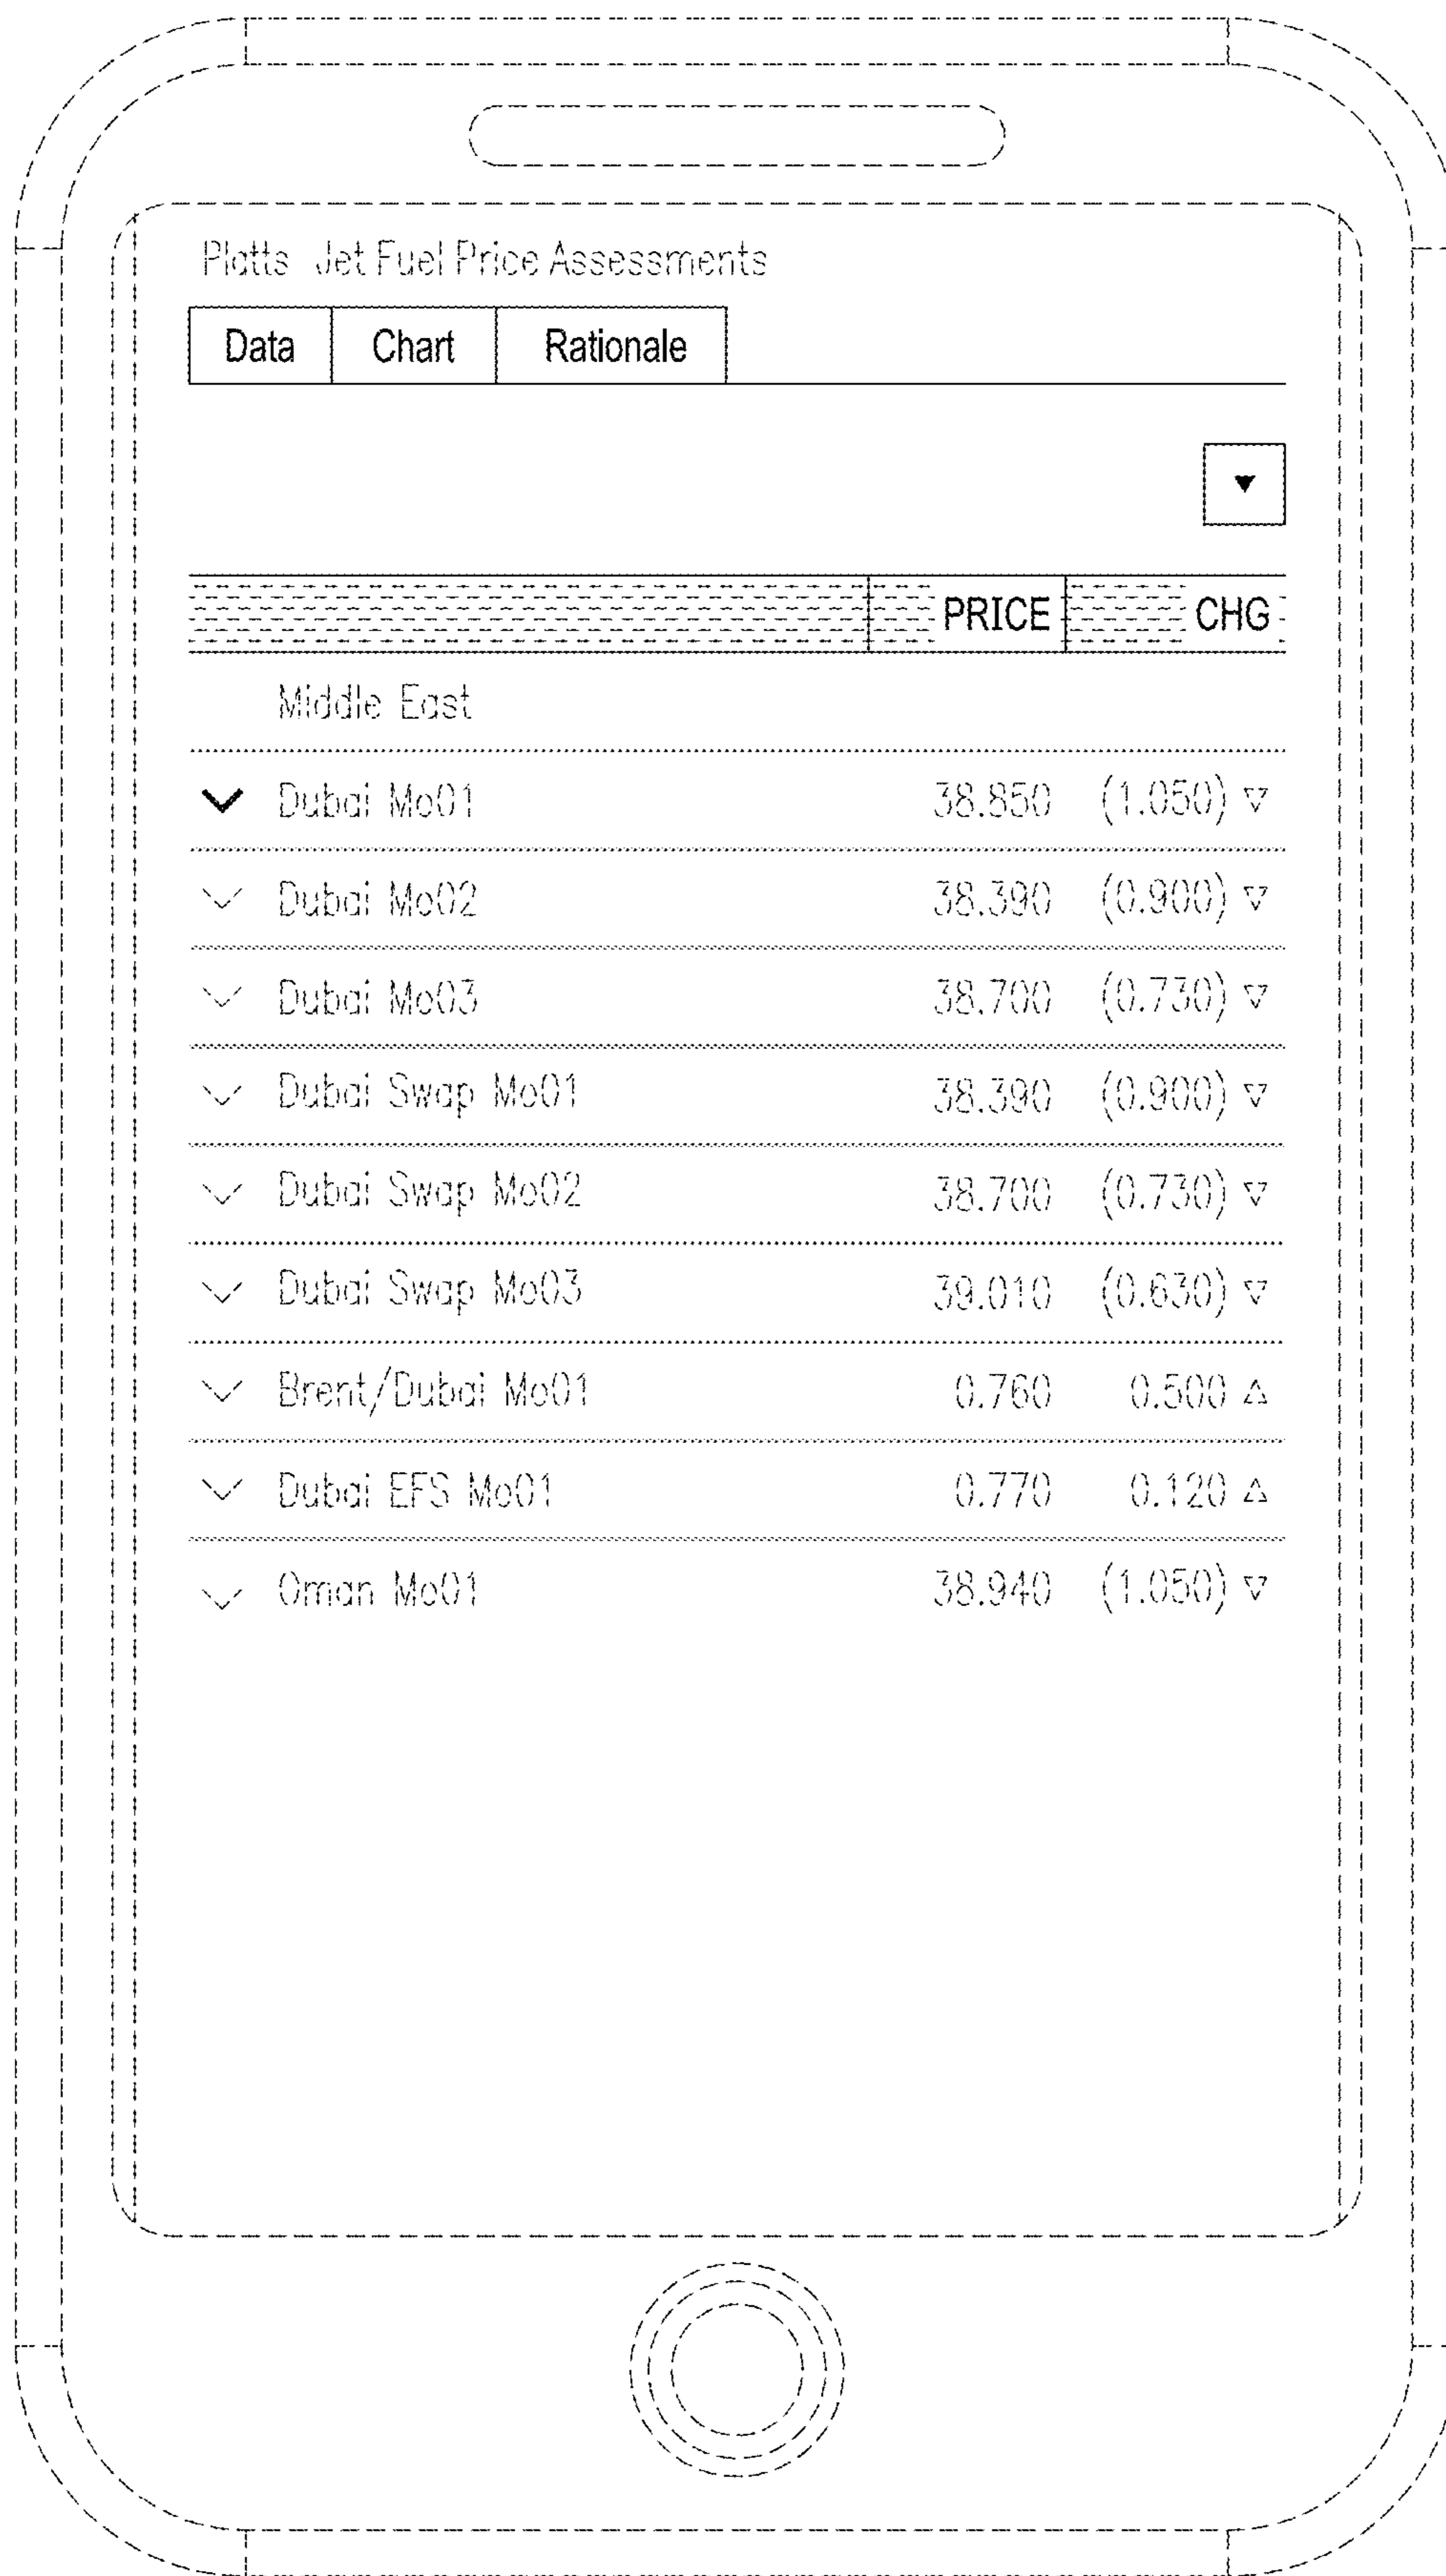 Platts Jet Fuel Price Assessments
Data Chart Rationale
PRICE CHG
Middle East
Dubai Mo01 38.850 (1.050)
Dubai Mo02 38.390 (0.900)
Dubai Mo03 38.700 (0.730)
Dubai Swap Mo01 38.390 (0.900)
Dubai Swap Mo02 38.700 (0.730)
Dubai Swap Mo03 39.010 (0.630)
Brent/Dubai Mo01 0.760 0.500
Dubai EFS Mo01 0.770 0.120
Oman Mo01 38.940 (1.050)